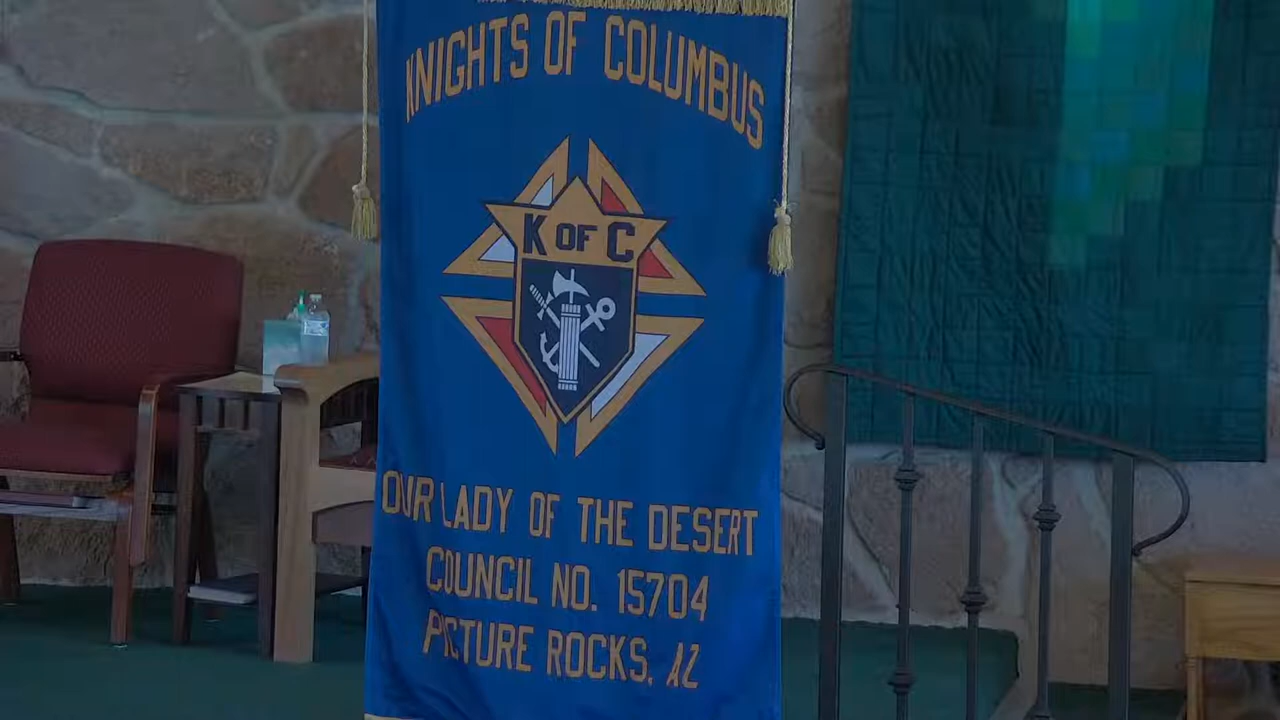 KNIGHTS OF COLUMBUS
K OF C
OUR LADY OF THE DESERT
COUNCIL NO. 15704
PICTURE ROCKS, AZ